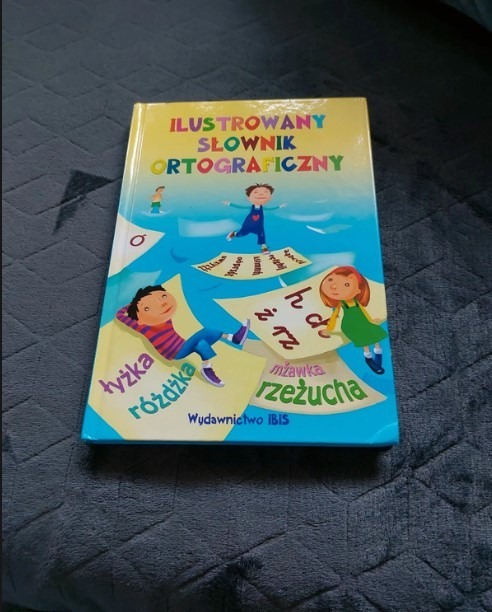 ILUSTROWANY
SŁOWNIK
ORTOGRAFICZNY
ó
h ch
ż rz
łyżka
różdżka
mżawka
rzeżucha
Wydawnictwo IBIS